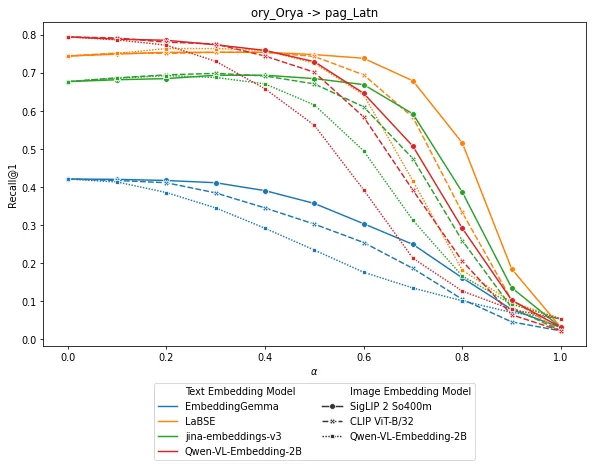 ory_Orya -> pag_Latn
Recall@1
0.8
0.7
0.6
0.5
0.4
0.3
0.2
0.1
0.0
0.0 0.2 0.4 0.6 0.8 1.0
α
Text Embedding Model
EmbeddingGemma
LaBSE
jina-embeddings-v3
Qwen-VL-Embedding-2B
Image Embedding Model
SigLIP 2 So400m
CLIP ViT-B/32
Qwen-VL-Embedding-2B